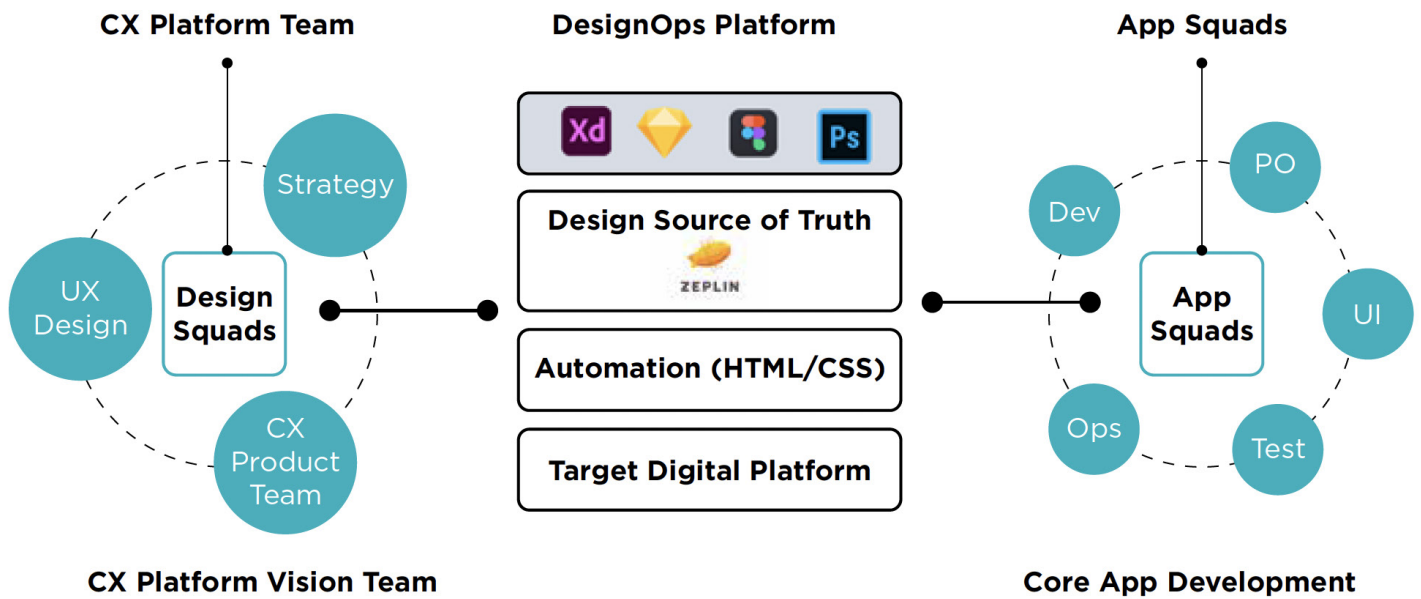 CX Platform Team
DesignOps Platform
App Squads
Strategy
UX
Design
Design
Squads
CX
Product
Team
CX Platform Vision Team
Xd
Ps
Design Source of Truth
ZEPLIN
Automation (HTML/CSS)
Target Digital Platform
PO
Dev
App
Squads
UI
Ops
Test
Core App Development